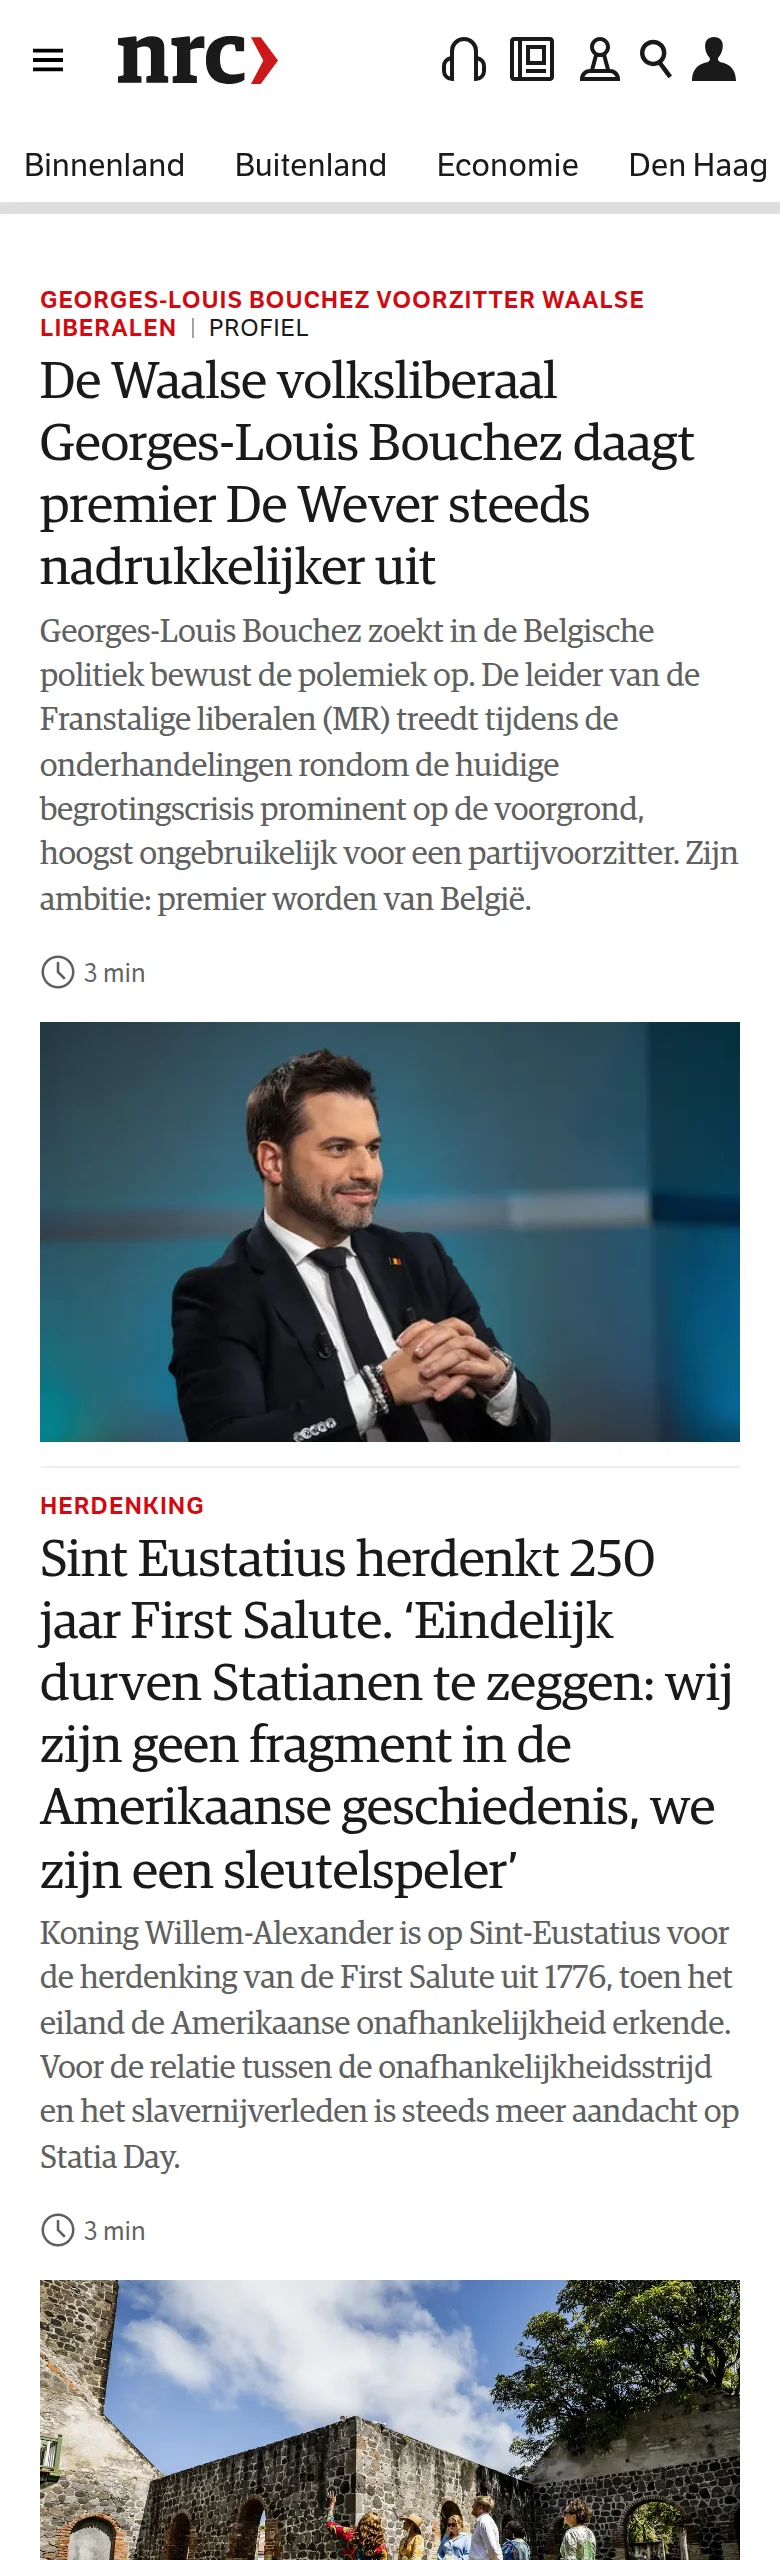 nrc
Binnenland Buitenland Economie Den Haag
GEORGES-LOUIS BOUCHEZ VOORZITTER WAALSE
LIBERALEN | PROFIEL
De Waalse volksliberaal
Georges-Louis Bouchez daagt
premier De Wever steeds
nadrukkelijker uit
Georges-Louis Bouchez zoekt in de Belgische
politiek bewust de polemiek op. De leider van de
Franstalige liberalen (MR) treedt tijdens de
onderhandelingen rondom de huidige
begrotingscrisis prominent op de voorgrond,
hoogst ongebruikelijk voor een partijvoorzitter. Zijn
ambitie: premier worden van België.
3 min
HERDENKING
Sint Eustatius herdenkt 250
jaar First Salute. ‘Eindelijk
durven Statianen te zeggen: wij
zijn geen fragment in de
Amerikaanse geschiedenis, we
zijn een sleutelspeler’
Koning Willem-Alexander is op Sint-Eustatius voor
de herdenking van de First Salute uit 1776, toen het
eiland de Amerikaanse onafhankelijkheid erkende.
Voor de relatie tussen de onafhankelijkheidsstrijd
en het slavernijverleden is steeds meer aandacht op
Statia Day.
3 min